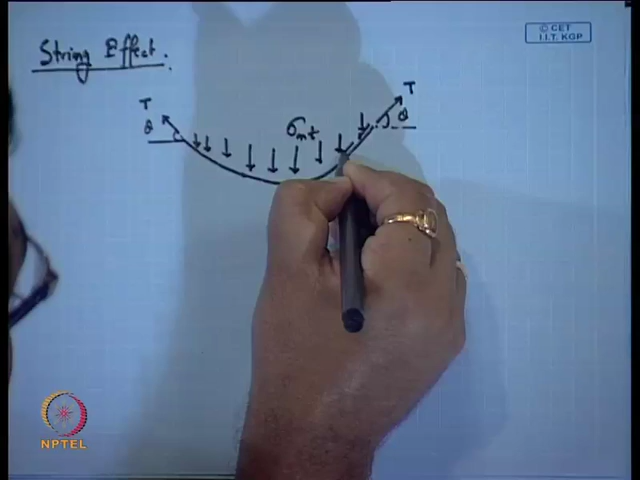 String Effect.
© CET
I.I.T. KGP
T
θ
σmt
T
θ
NPTEL